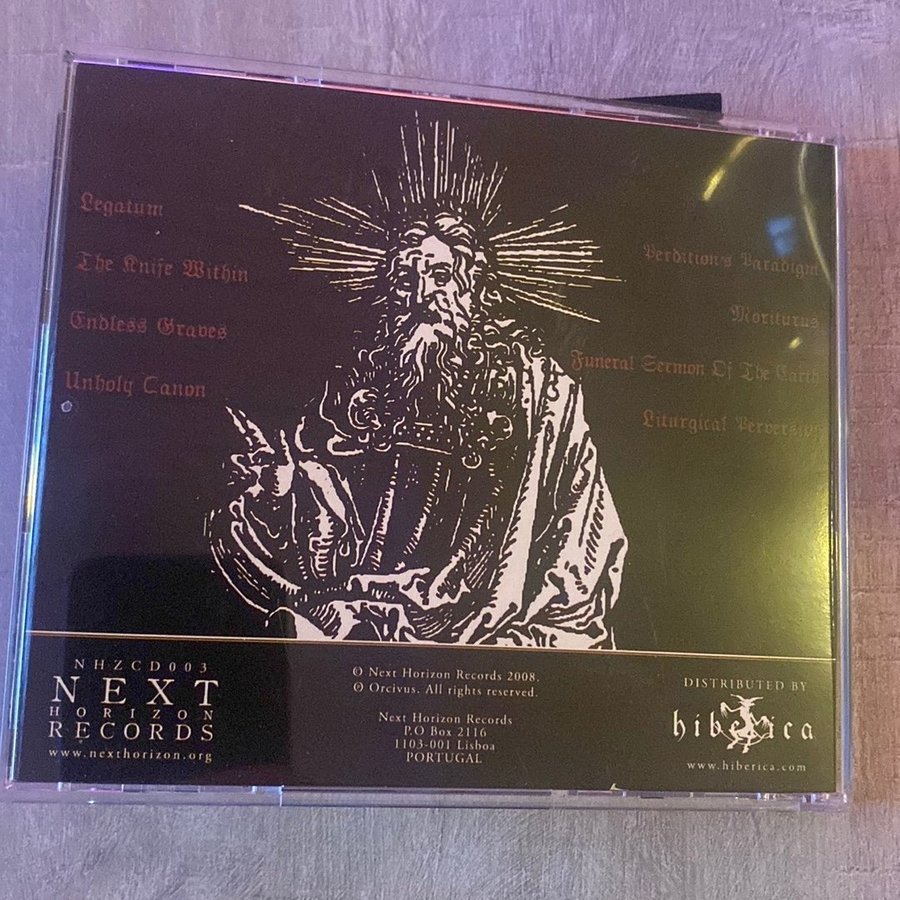 Legatum
The Knife Within
Endless Graves
Unholy Canon
Perdition's Paradigm
Moriturus
Funeral Sermon Of The Earth
Liturgical Perversion
NHZCD003
NEXT
HORIZON
RECORDS
www.nexthorizon.org
© Next Horizon Records 2008.
℗ Orcivus. All rights reserved.
Next Horizon Records
P.O Box 2116
1103-001 Lisboa
PORTUGAL
DISTRIBUTED BY
hiberica
www.hiberica.com